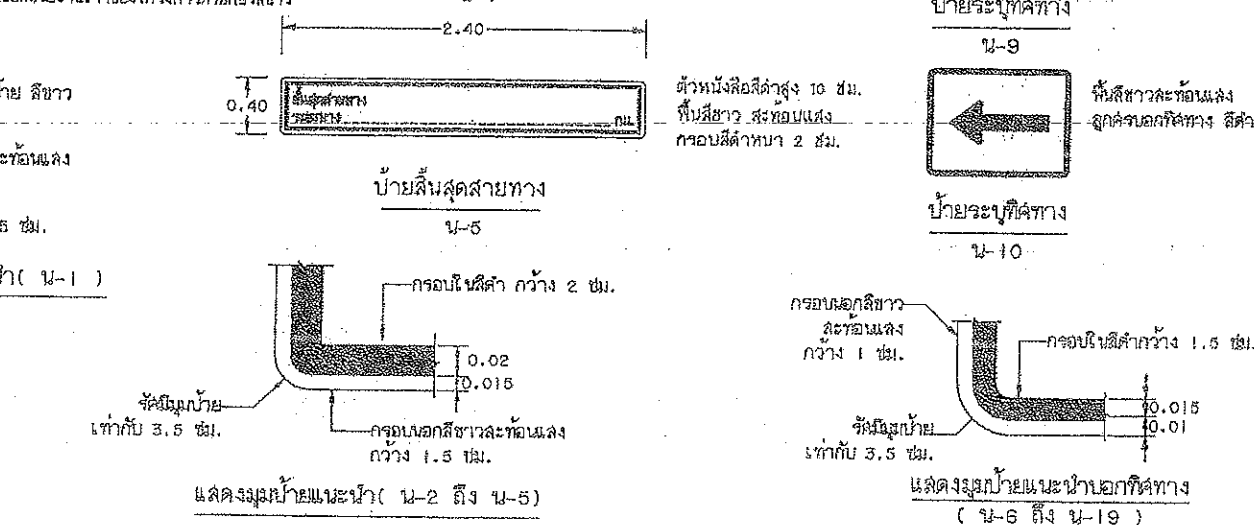 2.40
0.40
สิ้นสุดสายทาง
กม.
ตัวหนังสือสีดำสูง 10 ซม.
พื้นสีขาว สะท้อนแสง
กรอบสีดำหนา 2 ซม.
ป้ายสิ้นสุดสายทาง
น-5
ป้ายระบุทิศทาง
น-9
พื้นสีขาวสะท้อนแสง
ลูกศรบอกทิศทาง สีดำ
ป้ายระบุทิศทาง
น-10
ป้าย สีขาว
สะท้อนแสง
5 ซม.
( น-1 )
กรอบในสีดำ กว้าง 2 ซม.
0.02
0.015
รัศมีมุมป้าย
เท่ากับ 3.5 ซม.
กรอบนอกสีขาวสะท้อนแสง
กว้าง 1.5 ซม.
แสดงมุมป้ายแนะนำ( น-2 ถึง น-5)
กรอบนอกสีขาว
สะท้อนแสง
กว้าง 1 ซม.
กรอบในสีดำกว้าง 1.5 ซม.
0.015
0.01
รัศมีมุมป้าย
เท่ากับ 3.5 ซม.
แสดงมุมป้ายแนะนำบอกทิศทาง
( น-6 ถึง น-19 )